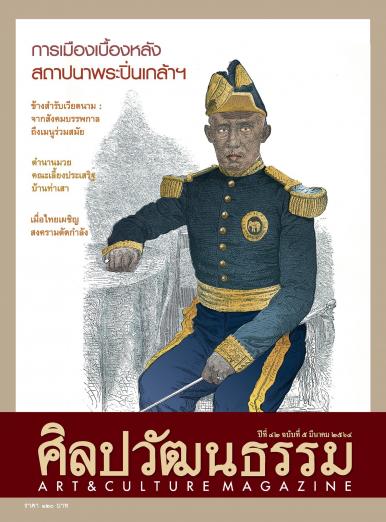 การเมืองเบื้องหลัง
สถาปนาพระปิ่นเกล้าฯ
ข้างสำรับเวียดนาม :
จากสังคมบรรพกาล
ถึงเมนูร่วมสมัย
ตำนานมวย
คณะเลี้ยงประเสริฐ
บ้านท่าเสา
เมื่อไทยเผชิญ
สงครามตัดกำลัง
ปีที่ ๔๒ ฉบับที่ ๕ มีนาคม ๒๕๖๔
ศิลปวัฒนธรรม
ART&CULTURE MAGAZINE
ราคา ๑๒๐ บาท